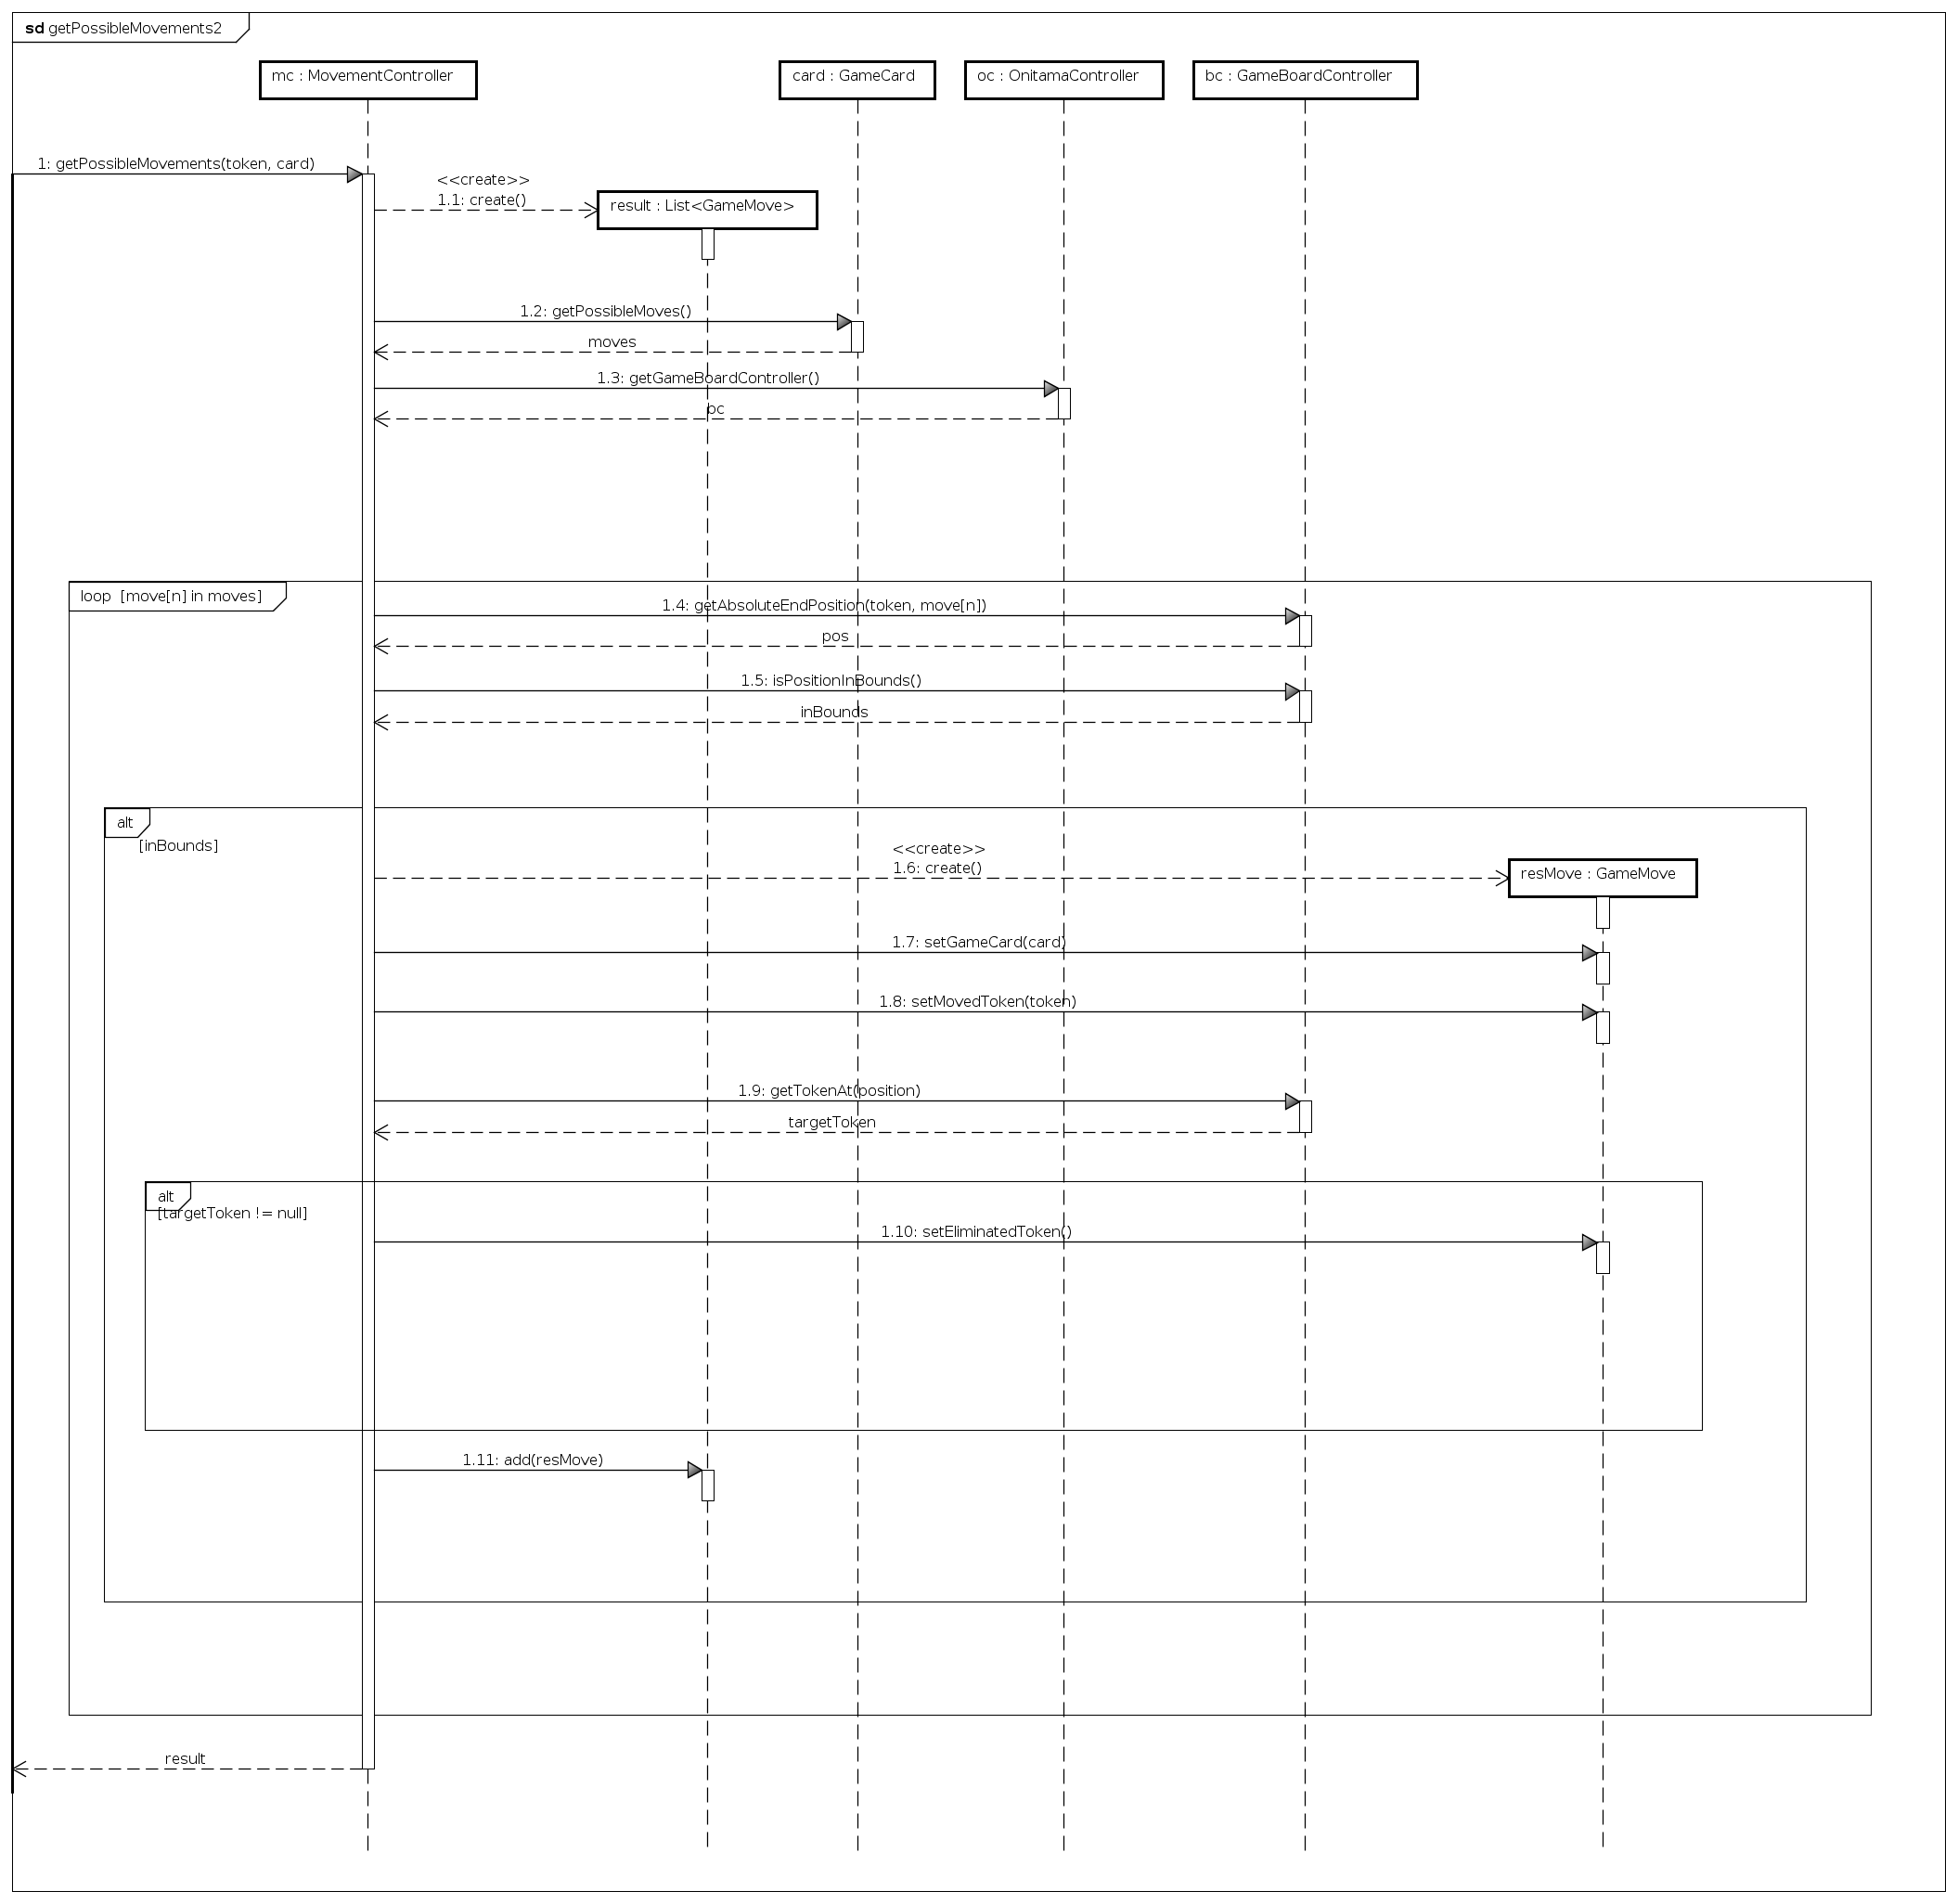 sd getPossibleMovements2
mc : MovementController
card : GameCard
oc : OnitamaController
bc : GameBoardController
1: getPossibleMovements(token, card)
<<create>>
1.1: create()
result : List<GameMove>
1.2: getPossibleMoves()
moves
1.3: getGameBoardController()
bc
loop [move[n] in moves]
1.4: getAbsoluteEndPosition(token, move[n])
pos
1.5: isPositionInBounds()
inBounds
alt
[inBounds]
<<create>>
1.6: create()
resMove : GameMove
1.7: setGameCard(card)
1.8: setMovedToken(token)
1.9: getTokenAt(position)
targetToken
alt
[targetToken != null]
1.10: setEliminatedToken()
1.11: add(resMove)
result